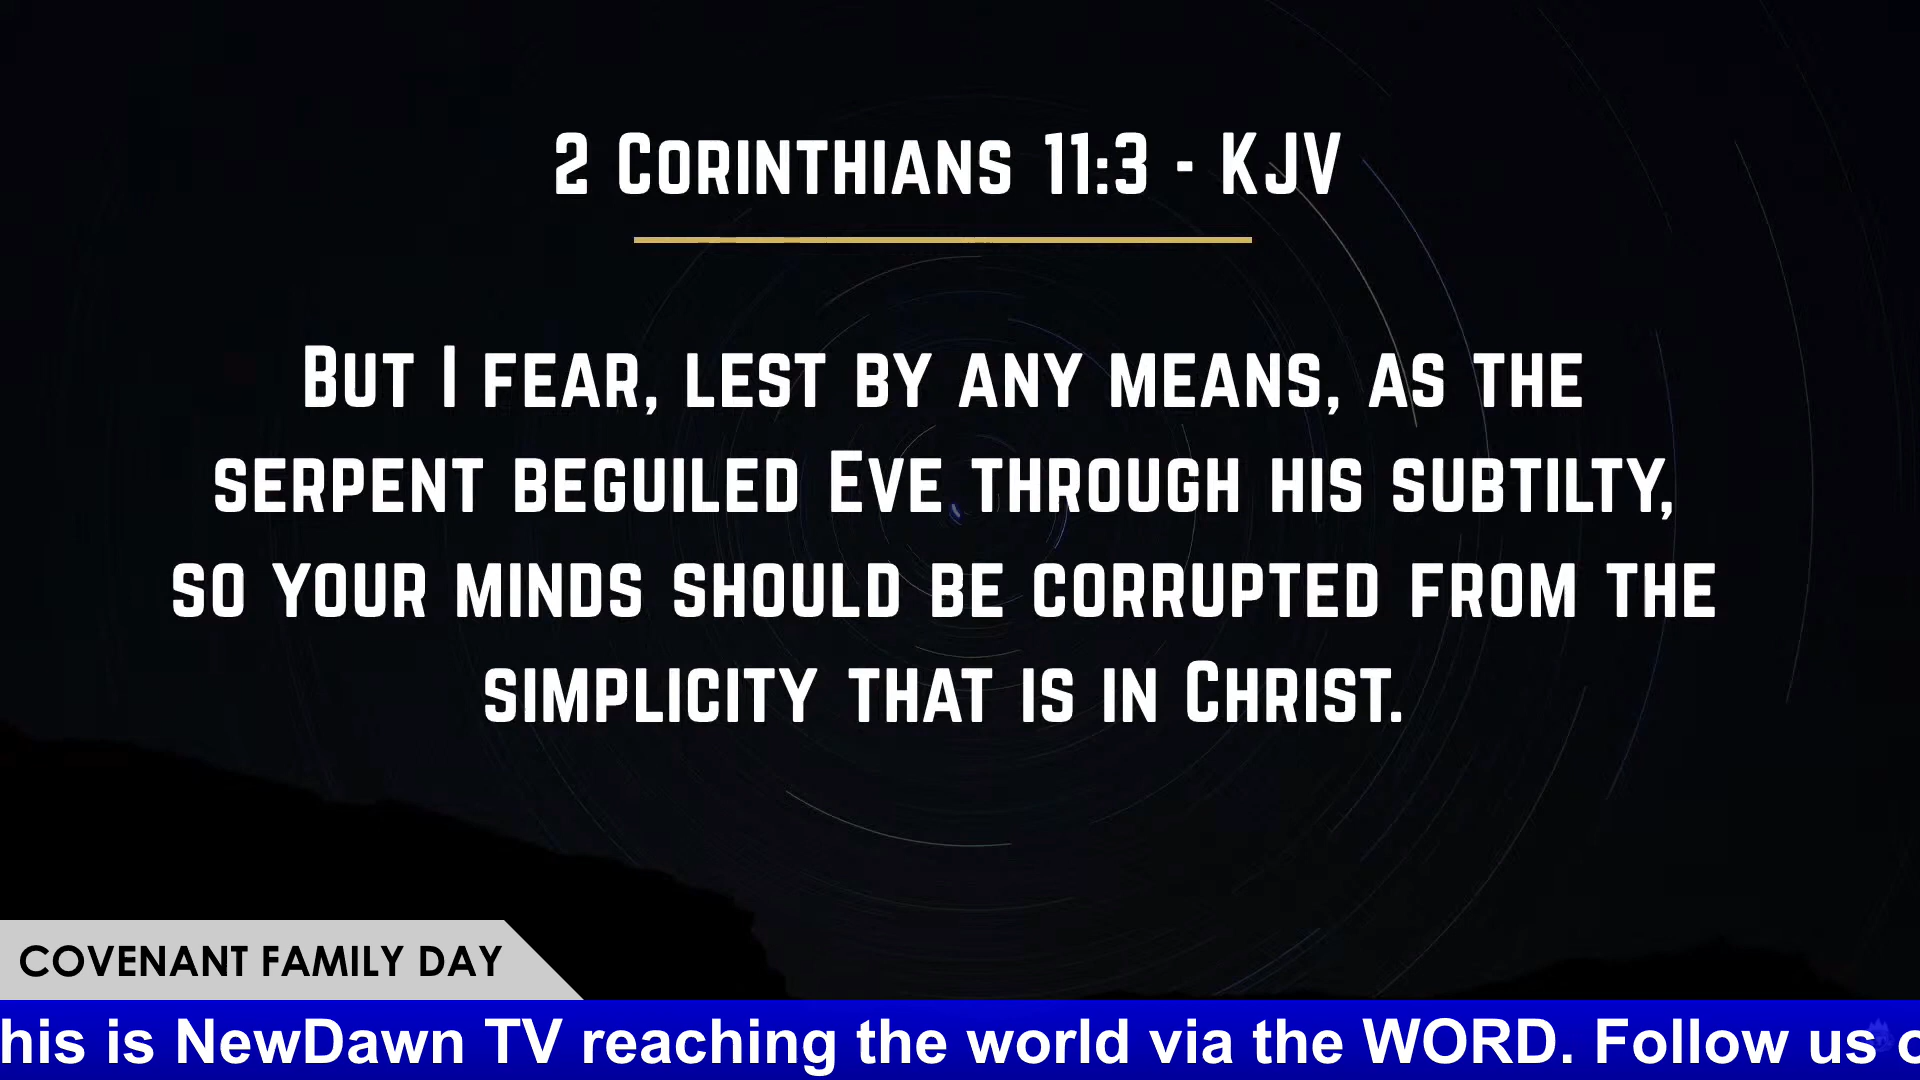 2 Corinthians 11:3 - KJV
But I fear, lest by any means, as the
serpent beguiled Eve through his subtilty,
so your minds should be corrupted from the
simplicity that is in Christ.
COVENANT FAMILY DAY
his is NewDawn TV reaching the world via the WORD. Follow us